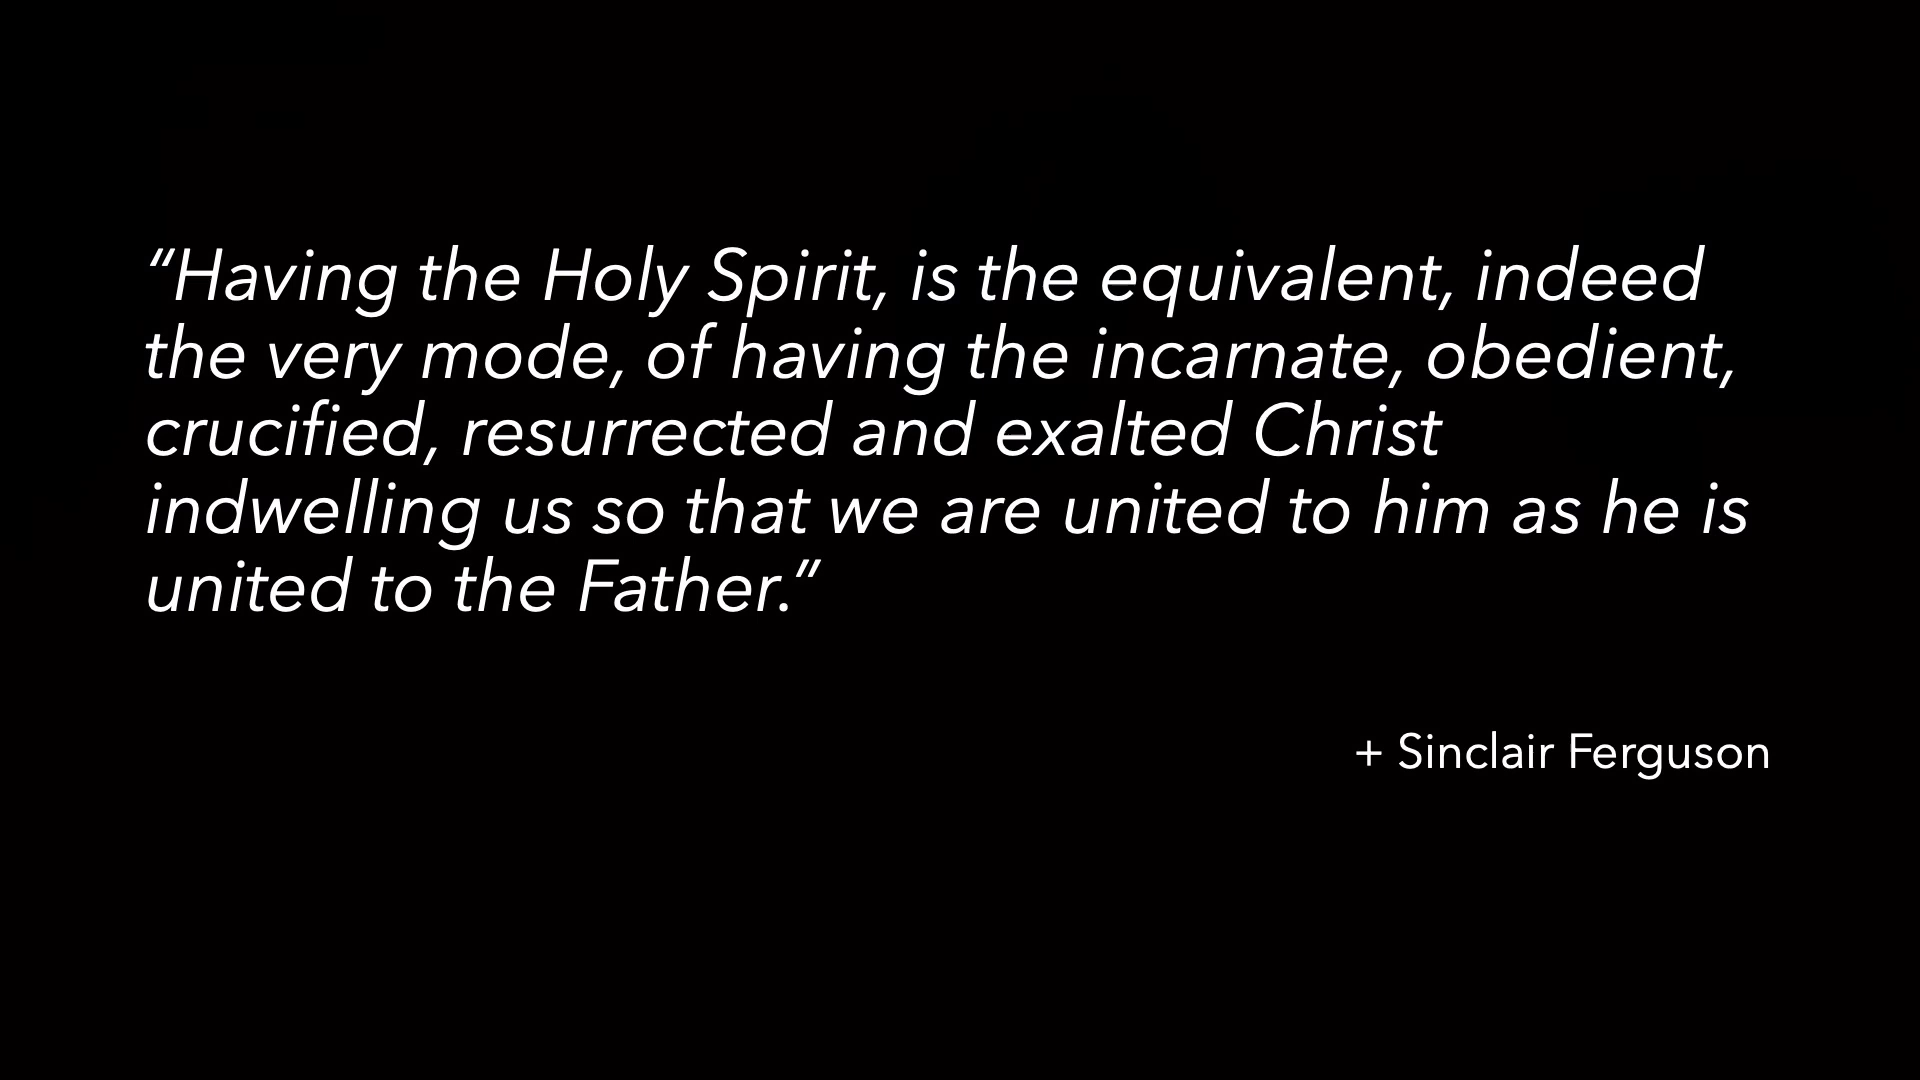 “Having the Holy Spirit, is the equivalent, indeed
the very mode, of having the incarnate, obedient,
crucified, resurrected and exalted Christ
indwelling us so that we are united to him as he is
united to the Father.”
+ Sinclair Ferguson